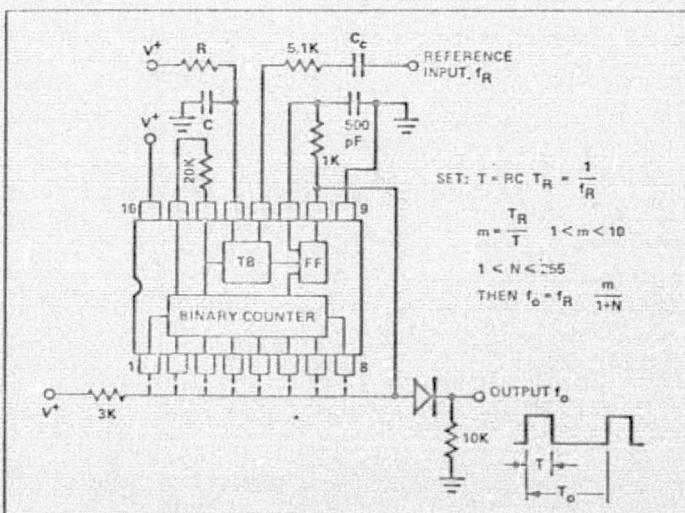 V+
R
5.1K
Cc
REFERENCE
INPUT, fR
C
V+
500
pF
1K
20K
16
9
TB
FF
BINARY COUNTER
1
8
V+
3K
OUTPUT fo
10K
T
To
SET: T = RC TR = 1/fR
m = TR/T 1 < m < 10
1 < N < 255
THEN fo = fR m/1+N